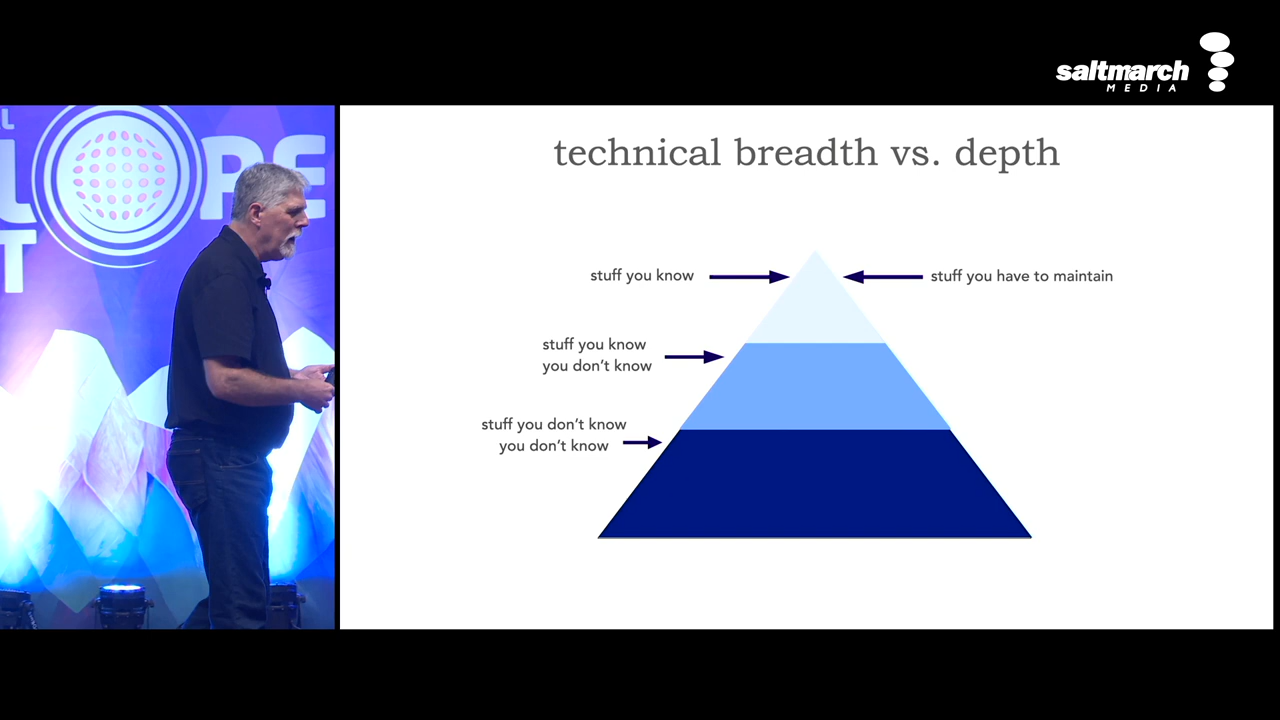 saltmarch
MEDIA
technical breadth vs. depth
stuff you know
stuff you have to maintain
stuff you know
you don’t know
stuff you don’t know
you don’t know